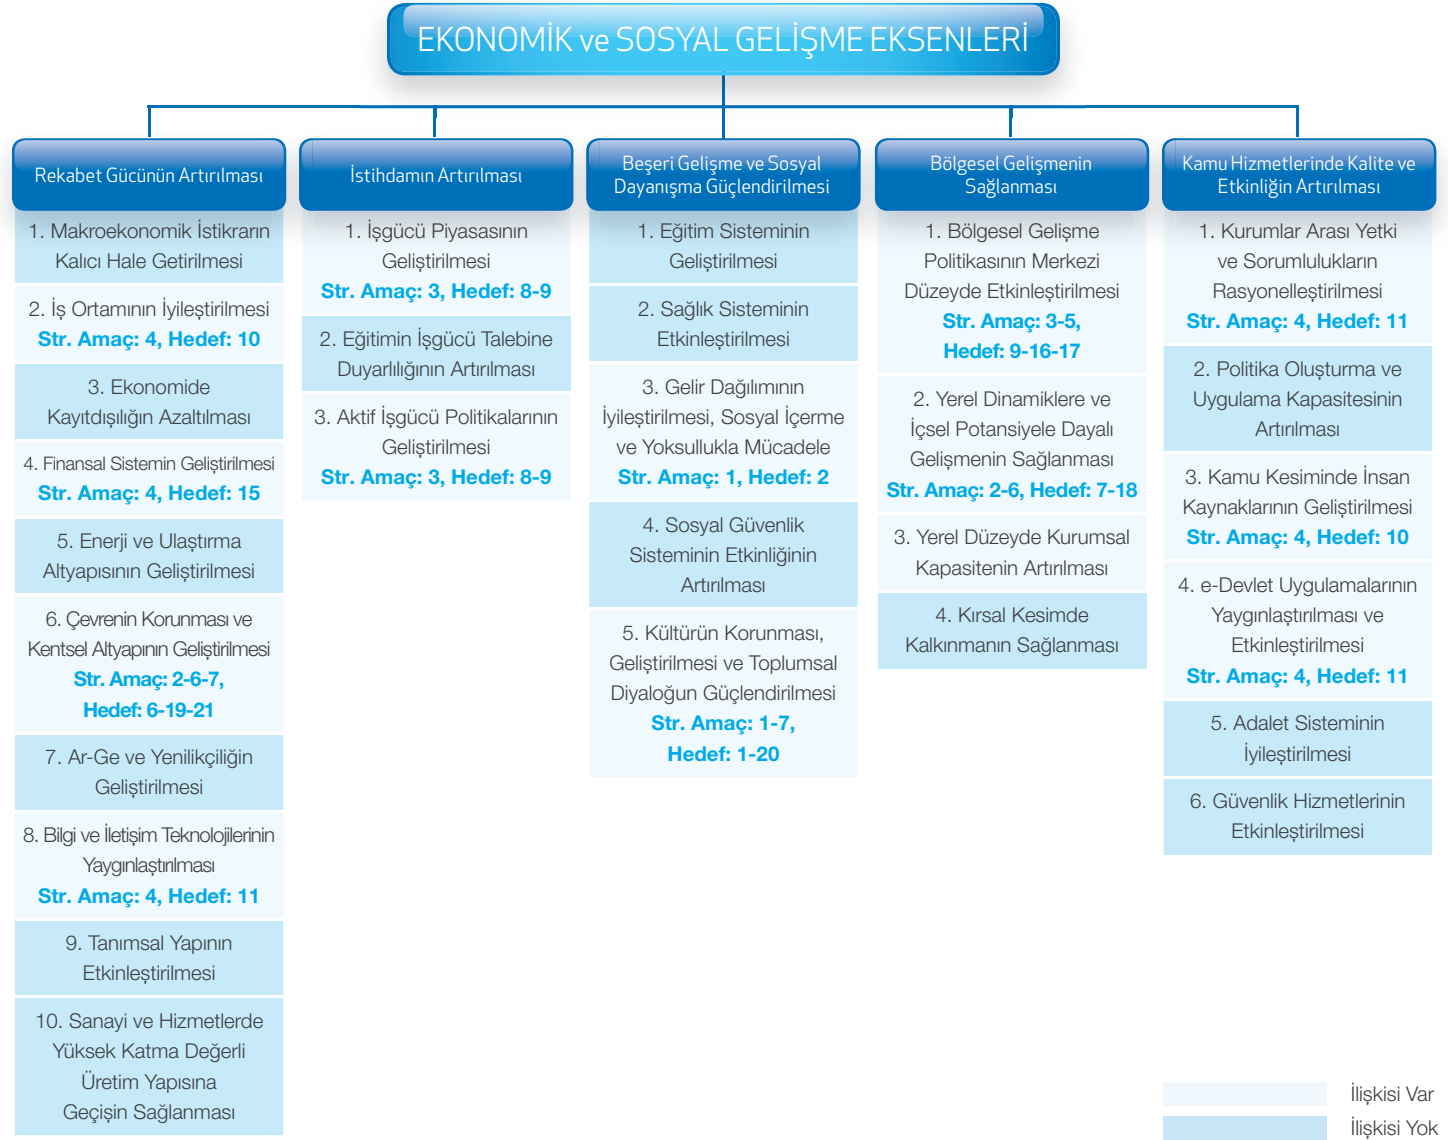 EKONOMİK ve SOSYAL GELİŞME EKSENLERİ
Rekabet Gücünün Artırılması
1. Makroekonomik İstikrarın
Kalıcı Hale Getirilmesi
2. İş Ortamının İyileştirilmesi
Str. Amaç: 4, Hedef: 10
3. Ekonomide
Kayıtdışılığın Azaltılması
4. Finansal Sistemin Geliştirilmesi
Str. Amaç: 4, Hedef: 15
5. Enerji ve Ulaştırma
Altyapısının Geliştirilmesi
6. Çevrenin Korunması ve
Kentsel Altyapının Geliştirilmesi
Str. Amaç: 2-6-7,
Hedef: 6-19-21
7. Ar-Ge ve Yenilikçiliğin
Geliştirilmesi
8. Bilgi ve İletişim Teknolojilerinin
Yaygınlaştırılması
Str. Amaç: 4, Hedef: 11
9. Tanımsal Yapının
Etkinleştirilmesi
10. Sanayi ve Hizmetlerde
Yüksek Katma Değerli
Üretim Yapısına
Geçişin Sağlanması
İstihdamın Artırılması
1. İşgücü Piyasasının
Geliştirilmesi
Str. Amaç: 3, Hedef: 8-9
2. Eğitimin İşgücü Talebine
Duyarlılığının Artırılması
3. Aktif İşgücü Politikalarının
Geliştirilmesi
Str. Amaç: 3, Hedef: 8-9
Beşeri Gelişme ve Sosyal
Dayanışma Güçlendirilmesi
1. Eğitim Sisteminin
Geliştirilmesi
2. Sağlık Sisteminin
Etkinleştirilmesi
3. Gelir Dağılımının
İyileştirilmesi, Sosyal İçerme
ve Yoksullukla Mücadele
Str. Amaç: 1, Hedef: 2
4. Sosyal Güvenlik
Sisteminin Etkinliğinin
Artırılması
5. Kültürün Korunması,
Geliştirilmesi ve Toplumsal
Diyaloğun Güçlendirilmesi
Str. Amaç: 1-7,
Hedef: 1-20
Bölgesel Gelişmenin
Sağlanması
1. Bölgesel Gelişme
Politikasının Merkezi
Düzeyde Etkinleştirilmesi
Str. Amaç: 3-5,
Hedef: 9-16-17
2. Yerel Dinamiklere ve
İçsel Potansiyele Dayalı
Gelişmenin Sağlanması
Str. Amaç: 2-6, Hedef: 7-18
3. Yerel Düzeyde Kurumsal
Kapasitenin Artırılması
4. Kırsal Kesimde
Kalkınmanın Sağlanması
Kamu Hizmetlerinde Kalite ve
Etkinliğin Artırılması
1. Kurumlar Arası Yetki
ve Sorumlulukların
Rasyonelleştirilmesi
Str. Amaç: 4, Hedef: 11
2. Politika Oluşturma ve
Uygulama Kapasitesinin
Artırılması
3. Kamu Kesiminde İnsan
Kaynaklarının Geliştirilmesi
Str. Amaç: 4, Hedef: 10
4. e-Devlet Uygulamalarının
Yaygınlaştırılması ve
Etkinleştirilmesi
Str. Amaç: 4, Hedef: 11
5. Adalet Sisteminin
İyileştirilmesi
6. Güvenlik Hizmetlerinin
Etkinleştirilmesi
İlişkisi Var
İlişkisi Yok